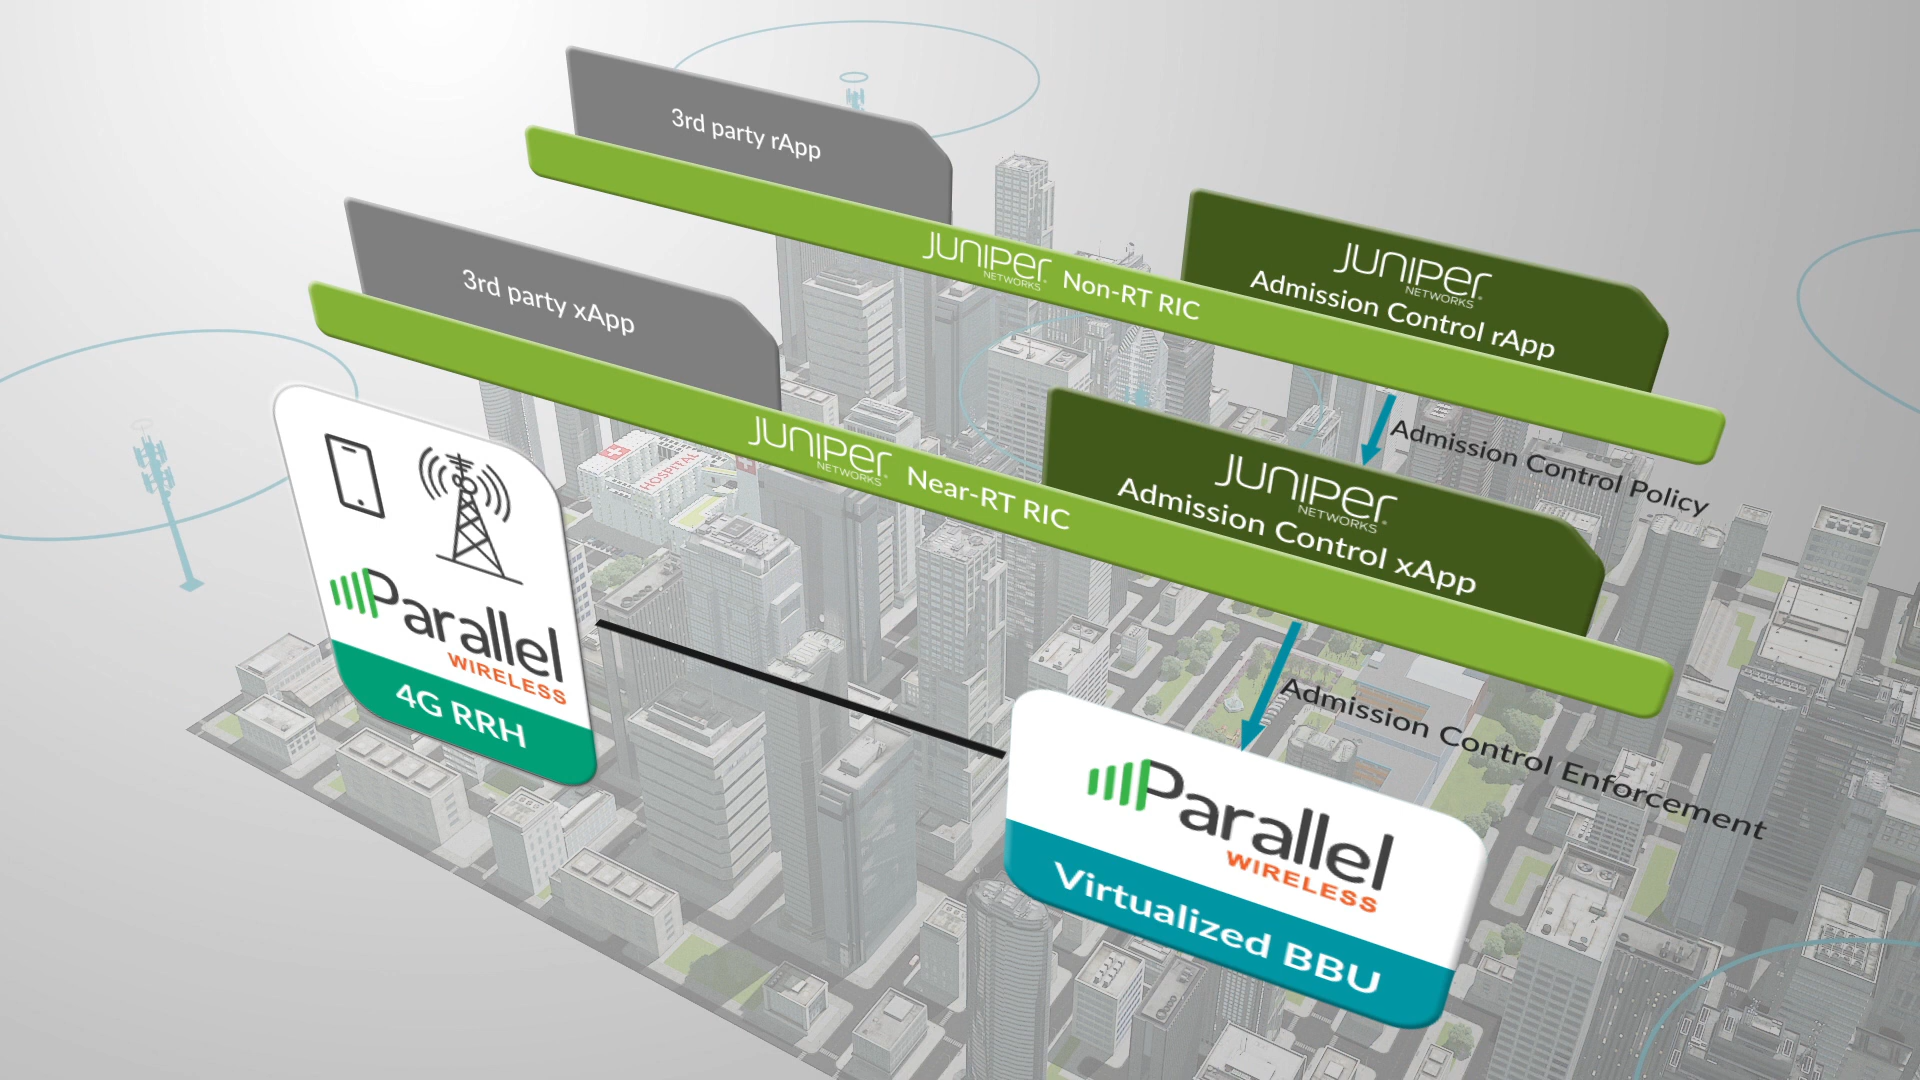 3rd party rApp
JUNIPER
NETWORKS
Non-RT RIC
JUNIPER
NETWORKS
Admission Control rApp
Admission Control Policy
3rd party xApp
JUNIPER
NETWORKS
Near-RT RIC
JUNIPER
NETWORKS
Admission Control xApp
Admission Control Enforcement
HOSPITAL
Parallel
WIRELESS
4G RRH
Parallel
WIRELESS
Virtualized BBU